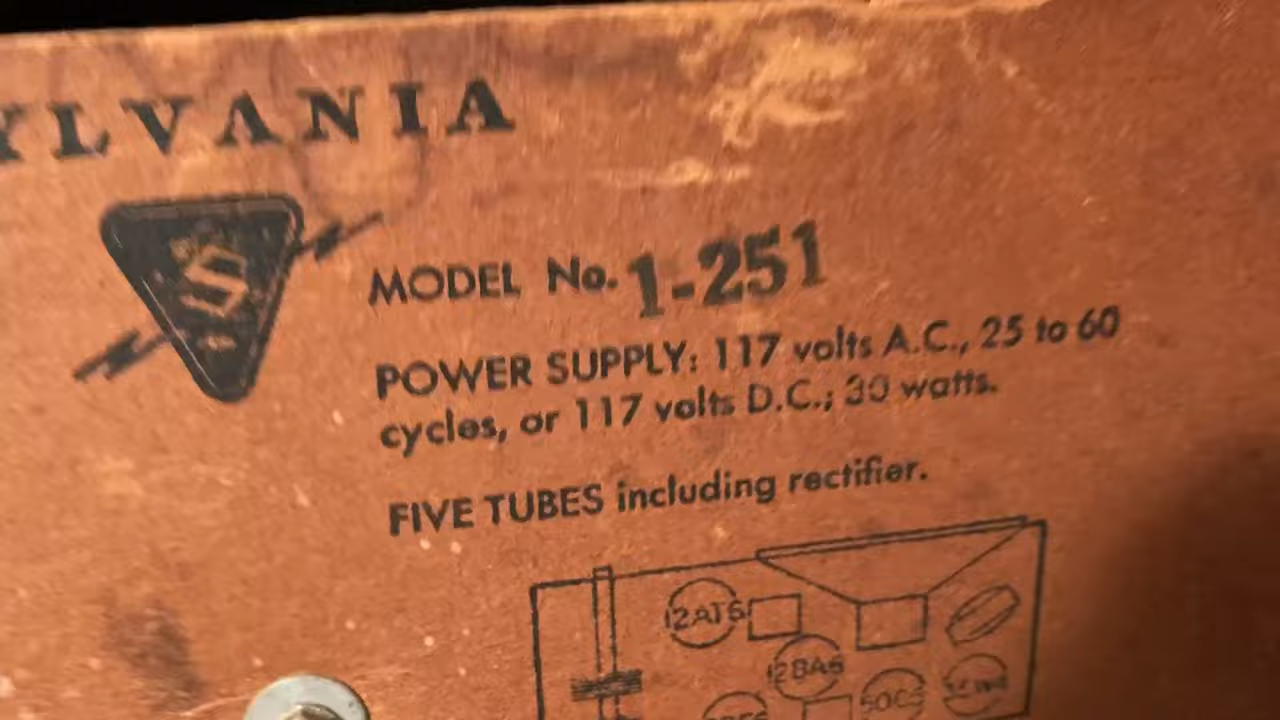 YLVANIA
S
MODEL No. 1-251
POWER SUPPLY: 117 volts A.C., 25 to 60
cycles, or 117 volts D.C.; 30 watts.
FIVE TUBES including rectifier.
12AT6
12BA6